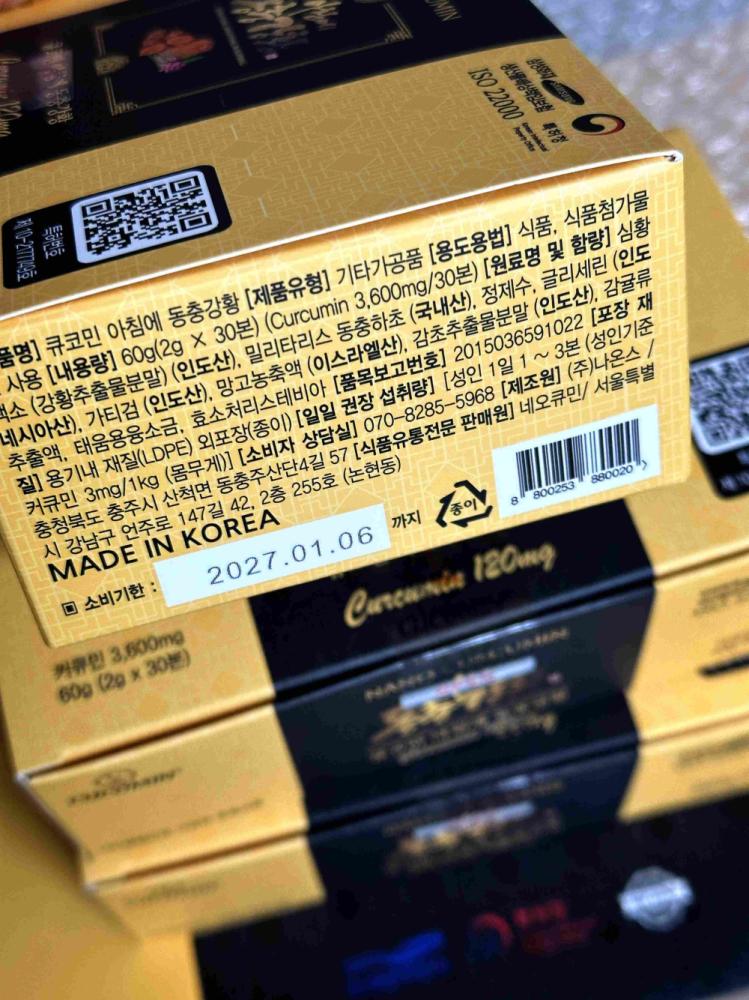 ISO 22000
특허청
Korean Intellectual
Property Office
특허번호
품명] 큐코민 아침에 동충강황 [제품유형] 기타가공품 [용도용법] 식품, 식품첨가물
사용 [내용량] 60g(2g X 30본) (Curcumin 3,600mg/30본) [원료명 및 함량] 심황
색소 (강황추출물분말) (인도산), 밀리타리스 동충하초 (국내산), 정제수, 글리세린 (인도
네시아산), 가티검 (인도산), 망고농축액 (이스라엘산), 감초추출물분말 (인도산), 감귤류
추출액, 태움용융소금, 효소처리스테비아 [품목보고번호] 2015036591022 [포장 재
질] 용기내 재질(LDPE) 외포장(종이) [일일 권장 섭취량] [성인 1일 1 ~ 3본 (성인기준
커큐민 3mg/1kg (몸무게)] [소비자 상담실] 070-8285-5968 [제조원] (주)나온스 /
충청북도 충주시 산척면 동충주산단4길 57 [식품유통전문 판매원] 네오큐민/ 서울특별
시 강남구 언주로 147길 42, 2층 255호 (논현동)
MADE IN KOREA
종이
8 800253 880020
소비기한 : 2027.01.06 까지
Curcumin 120mg
커큐민 3,600mg
60g (2g x 30본)